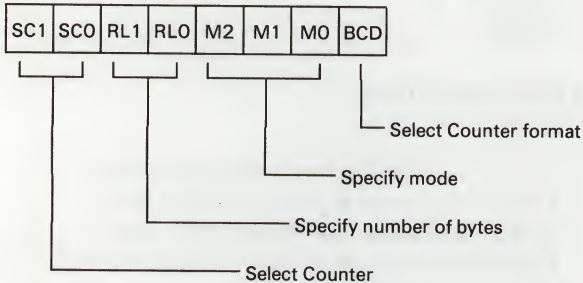 SC1 SC0 RL1 RL0 M2 M1 M0 BCD
Select Counter format
Specify mode
Specify number of bytes
Select Counter